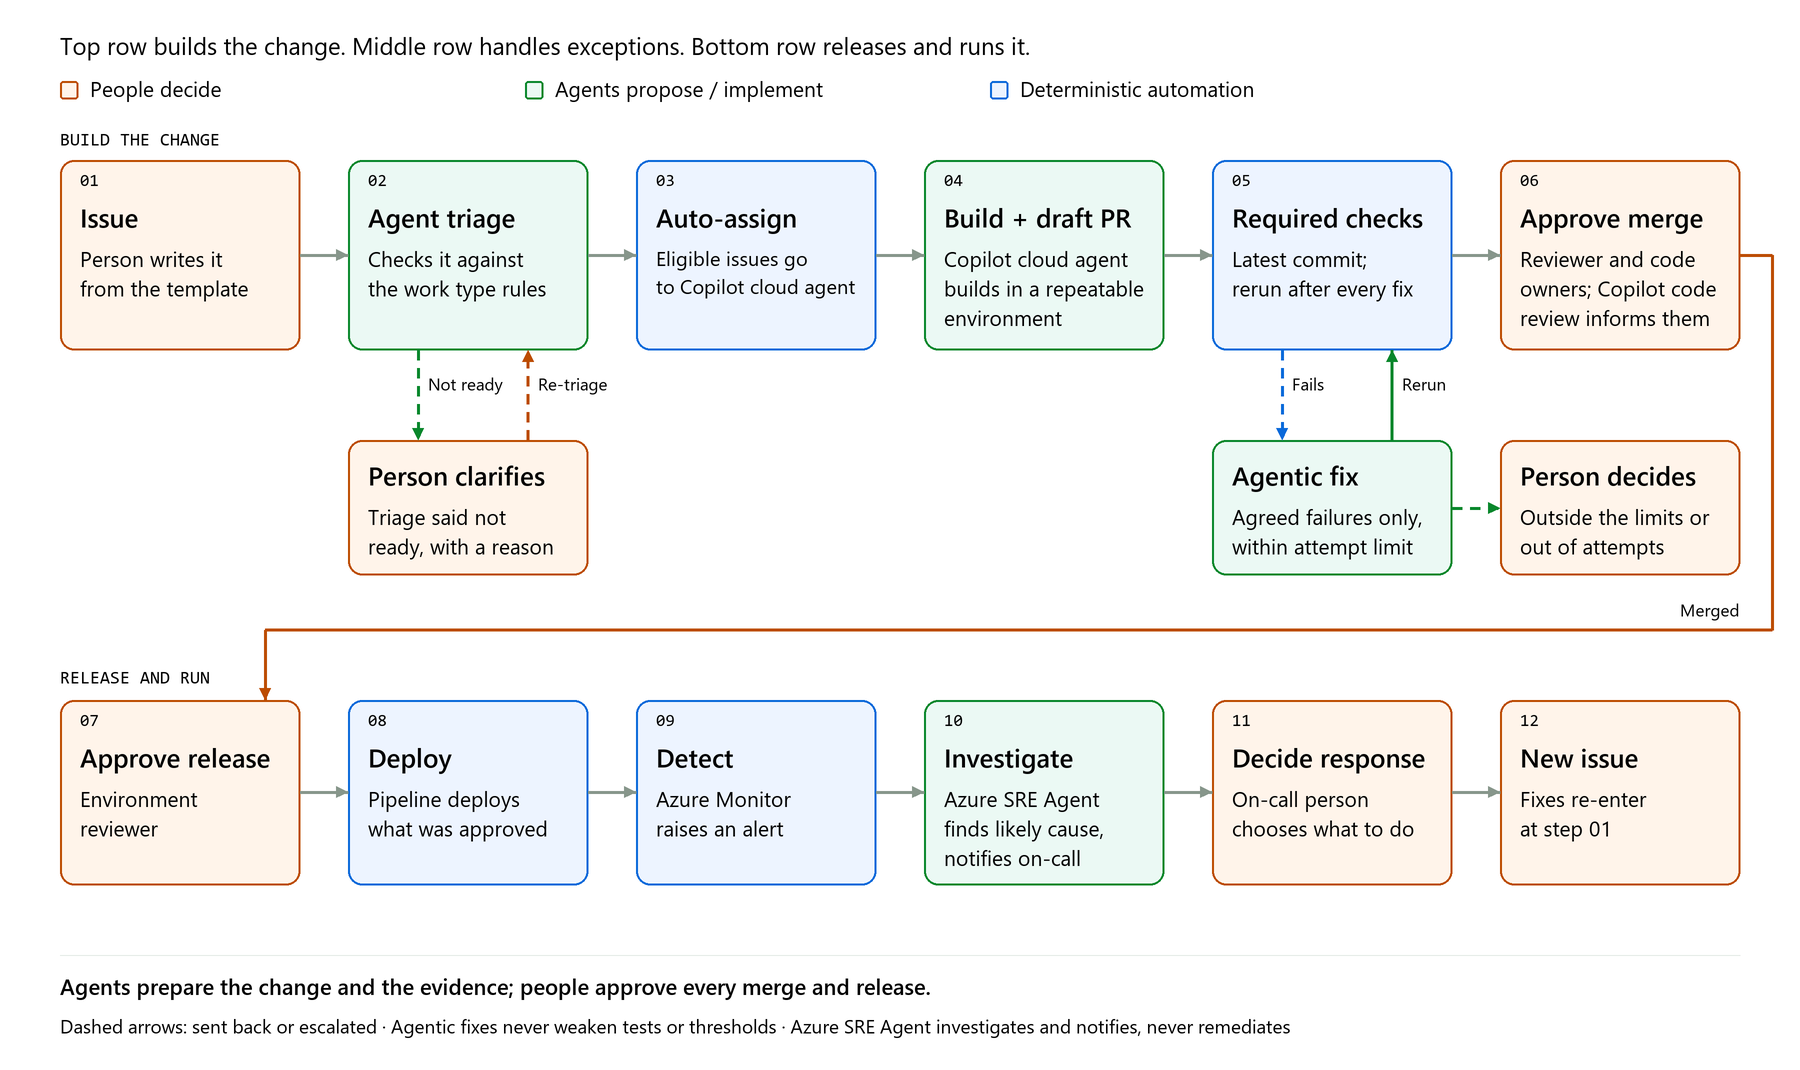 Top row builds the change. Middle row handles exceptions. Bottom row releases and runs it.
People decide
Agents propose / implement
Deterministic automation
BUILD THE CHANGE
01
Issue
Person writes it
from the template
02
Agent triage
Checks it against
the work type rules
03
Auto-assign
Eligible issues go
to Copilot cloud agent
04
Build + draft PR
Copilot cloud agent
builds in a repeatable
environment
05
Required checks
Latest commit;
rerun after every fix
06
Approve merge
Reviewer and code
owners; Copilot code
review informs them
Not ready
Re-triage
Fails
Rerun
Person clarifies
Triage said not
ready, with a reason
Agentic fix
Agreed failures only,
within attempt limit
Person decides
Outside the limits or
out of attempts
Merged
RELEASE AND RUN
07
Approve release
Environment
reviewer
08
Deploy
Pipeline deploys
what was approved
09
Detect
Azure Monitor
raises an alert
10
Investigate
Azure SRE Agent
finds likely cause,
notifies on-call
11
Decide response
On-call person
chooses what to do
12
New issue
Fixes re-enter
at step 01
Agents prepare the change and the evidence; people approve every merge and release.
Dashed arrows: sent back or escalated · Agentic fixes never weaken tests or thresholds · Azure SRE Agent investigates and notifies, never remediates